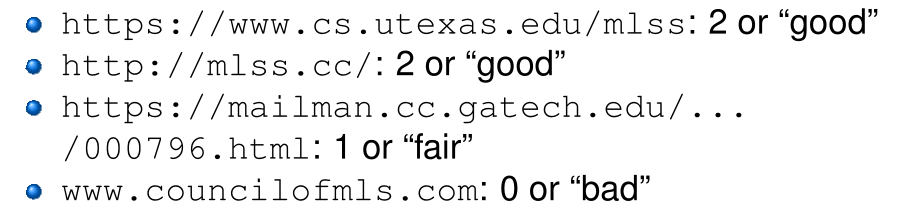 https://www.cs.utexas.edu/mlss: 2 or “good”
http://mlss.cc/: 2 or “good”
https://mailman.cc.gatech.edu/...
/000796.html: 1 or “fair”
www.councilofmls.com: 0 or “bad”